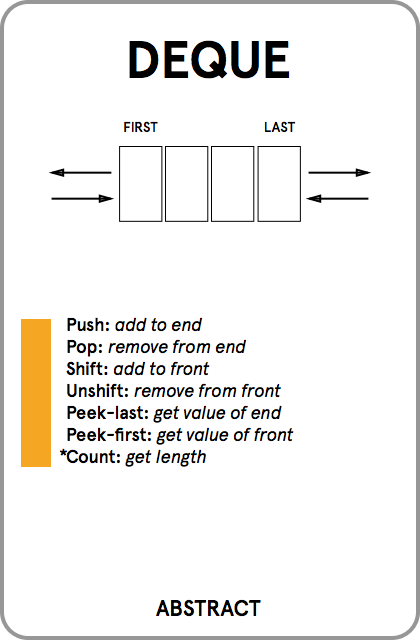 DEQUE
FIRST LAST
Push: add to end
Pop: remove from end
Shift: add to front
Unshift: remove from front
Peek-last: get value of end
Peek-first: get value of front
*Count: get length
ABSTRACT